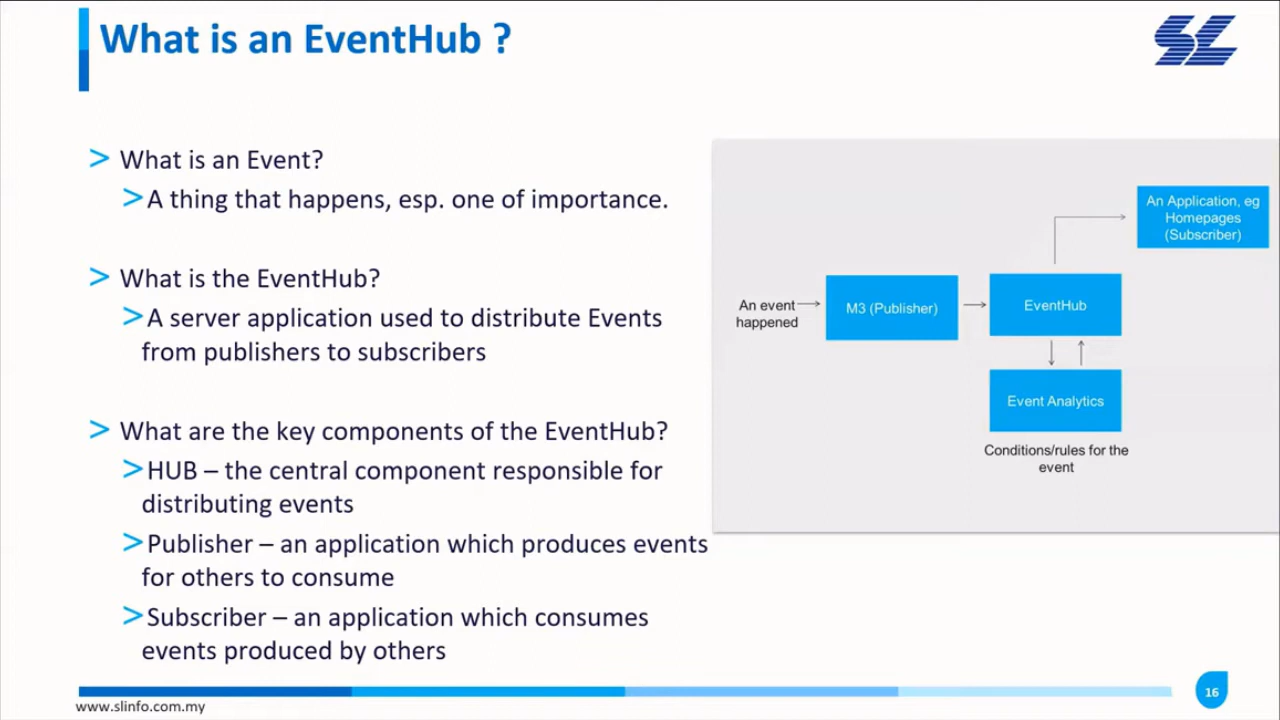 What is an EventHub ?
SL
> What is an Event?
>A thing that happens, esp. one of importance.
> What is the EventHub?
>A server application used to distribute Events
from publishers to subscribers
> What are the key components of the EventHub?
>HUB – the central component responsible for
distributing events
>Publisher – an application which produces events
for others to consume
>Subscriber – an application which consumes
events produced by others
An event
happened
M3 (Publisher)
EventHub
An Application, eg
Homepages
(Subscriber)
Event Analytics
Conditions/rules for the
event
www.slinfo.com.my
16